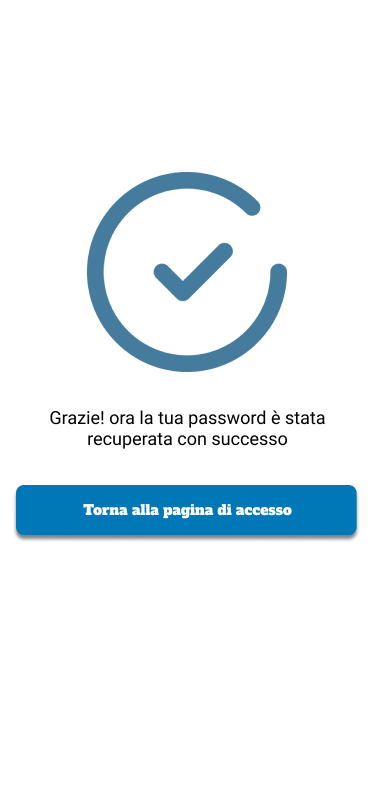 Grazie! ora la tua password è stata
recuperata con successo
Torna alla pagina di accesso